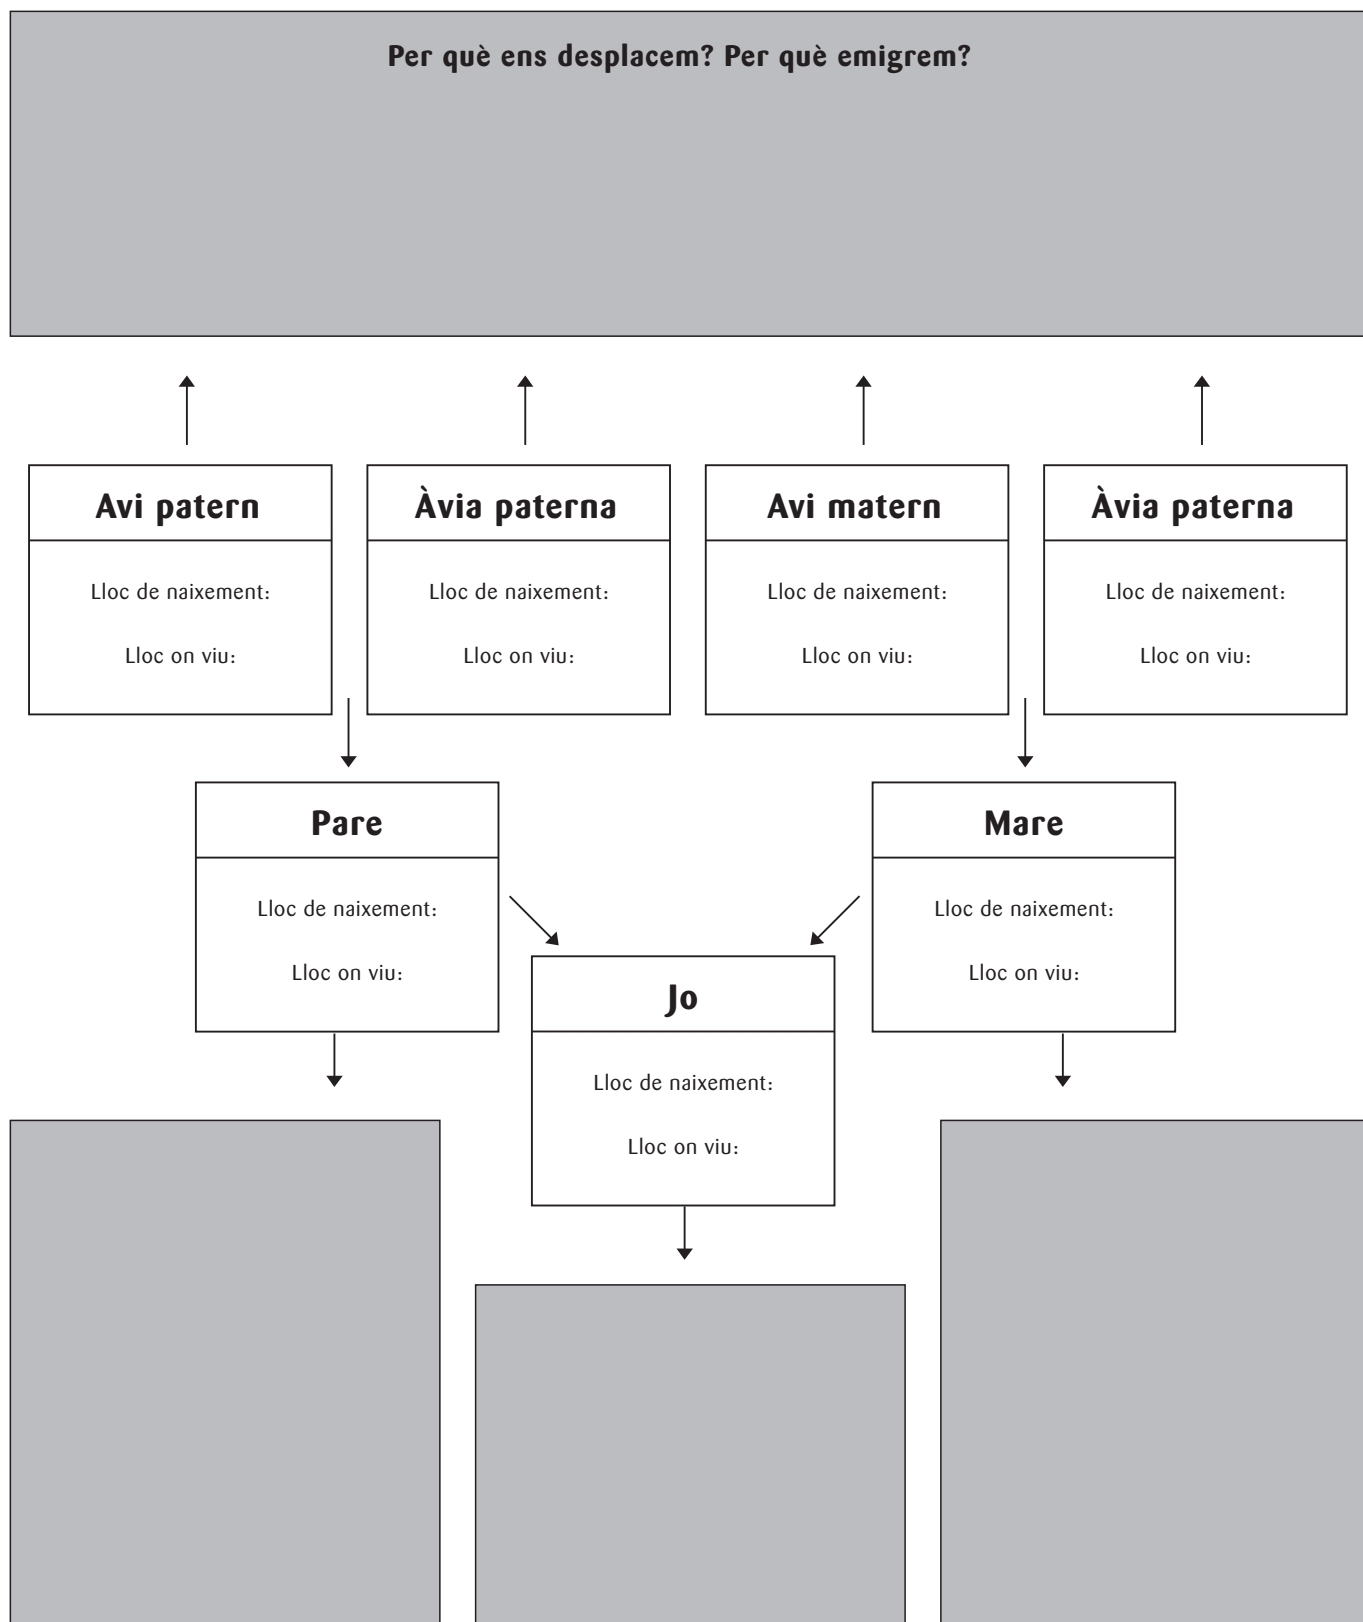 Per què ens desplacem? Per què emigrem?
Avi patern
Lloc de naixement:
Lloc on viu:
Àvia paterna
Lloc de naixement:
Lloc on viu:
Avi matern
Lloc de naixement:
Lloc on viu:
Àvia paterna
Lloc de naixement:
Lloc on viu:
Pare
Lloc de naixement:
Lloc on viu:
Mare
Lloc de naixement:
Lloc on viu:
Jo
Lloc de naixement:
Lloc on viu: